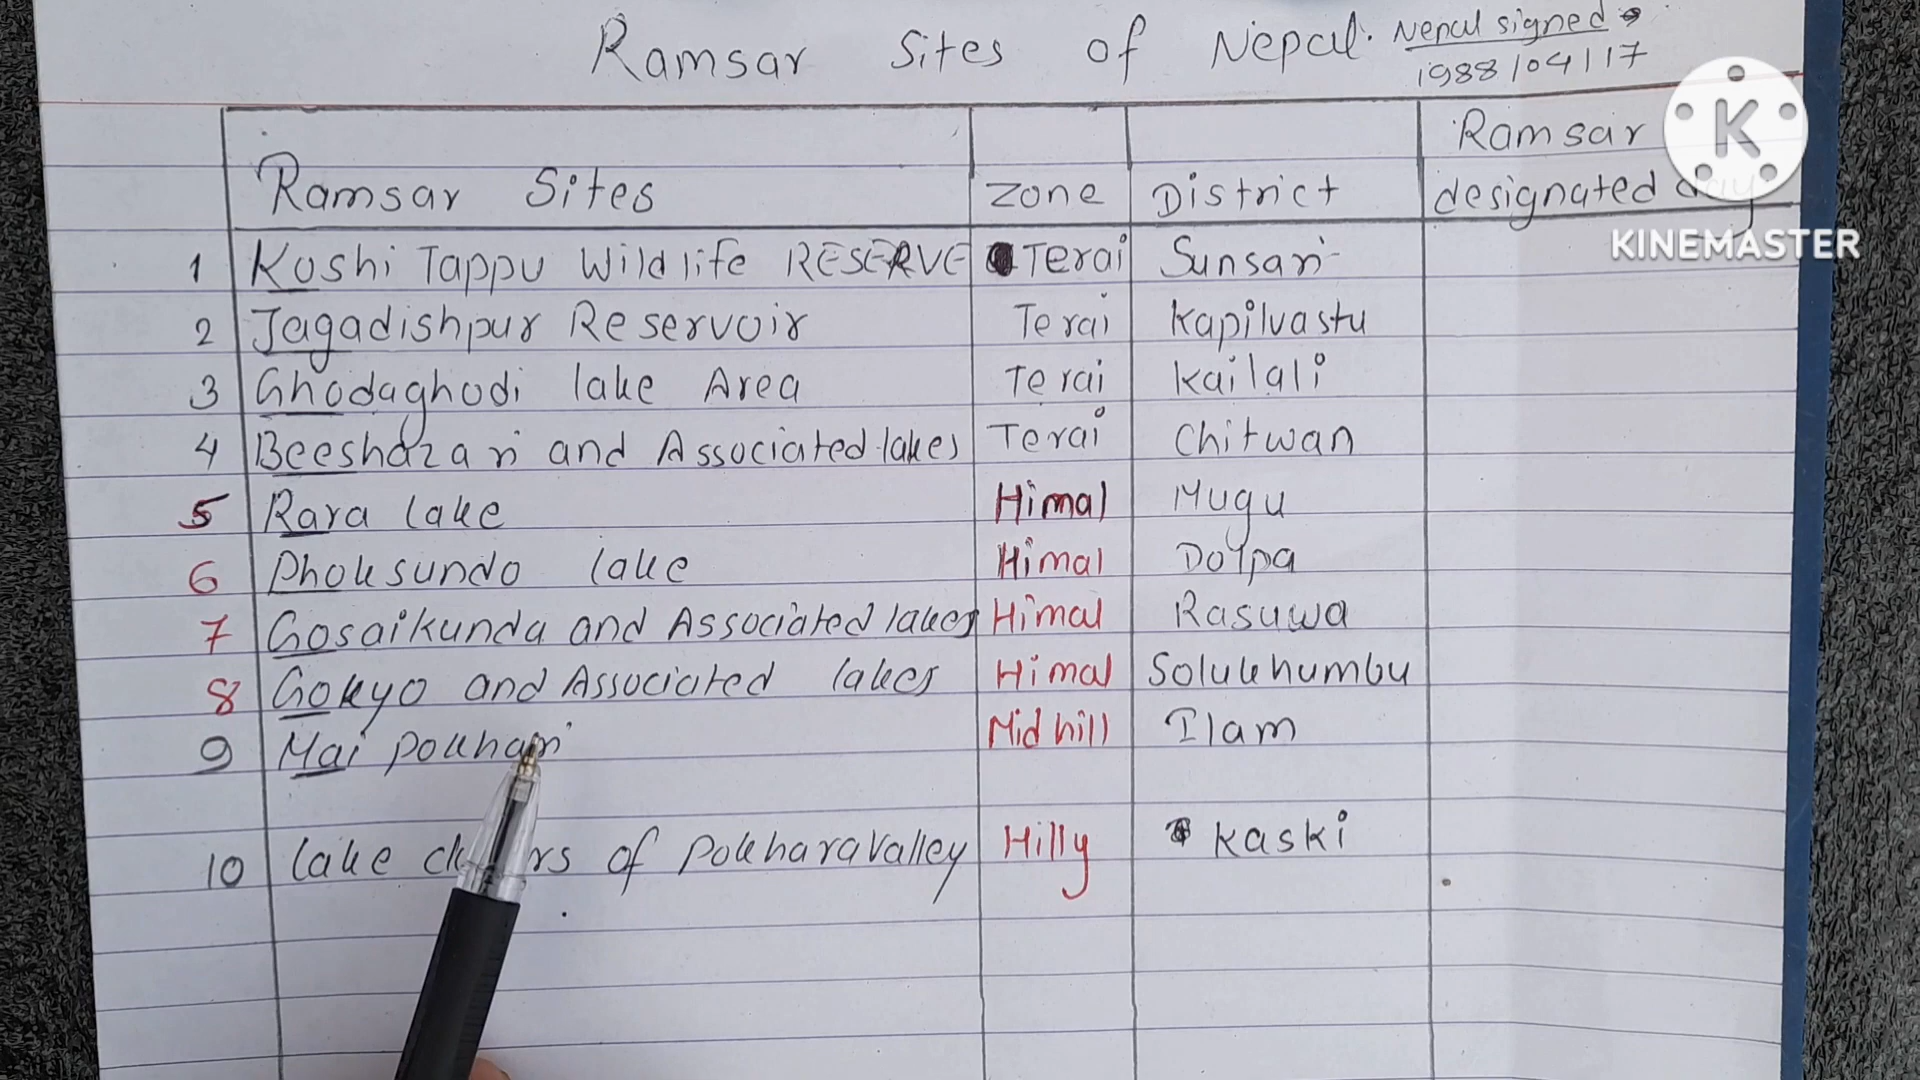 Ramsar Sites of Nepal. Nepal signed
1988/04/17
Ramsar
Ramsar Sites Zone District designated day
KINEMASTER
1 Koshi Tappu Wildlife RESERVE Terai Sunsari
2 Jagadishpur Reservoir Terai Kapilvastu
3 Ghodaghodi lake Area Terai Kailali
4 Beeshazari and Associated lakes Terai Chitwan
5 Rara lake Himal Mugu
6 Phoksundo lake Himal Dolpa
7 Gosaikunda and Associated lakes Himal Rasuwa
8 Gokyo and Associated lakes Himal Solukhumbu
9 Mai pokhari Mid hill Ilam
10 lake of pokhara Valley Hilly Kaski